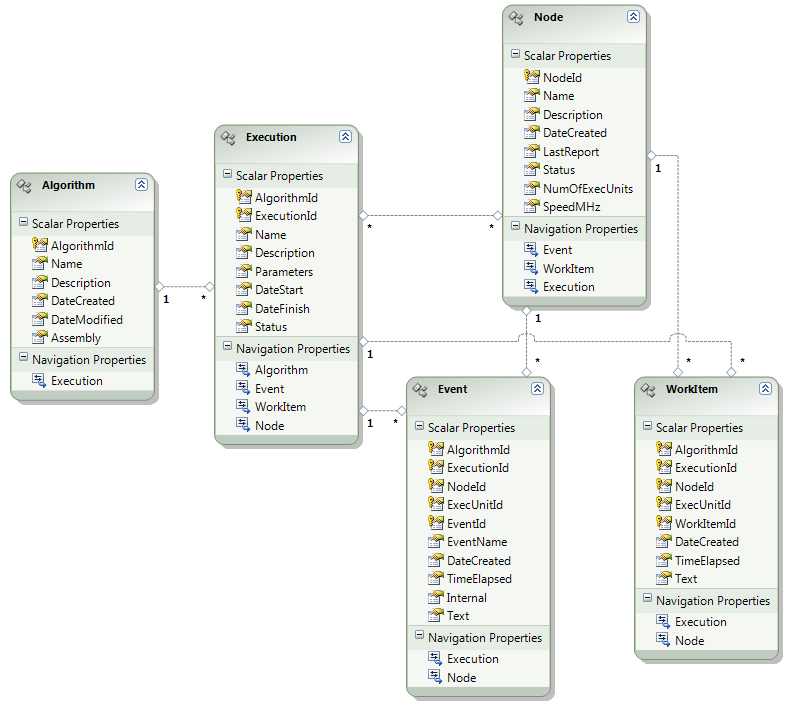 Algorithm
Scalar Properties
AlgorithmId
Name
Description
DateCreated
DateModified
Assembly
Navigation Properties
Execution
1
*
Execution
Scalar Properties
AlgorithmId
ExecutionId
Name
Description
Parameters
DateStart
DateFinish
Status
Navigation Properties
Algorithm
Event
WorkItem
Node
*
*
1
*
1
*
Node
Scalar Properties
NodeId
Name
Description
DateCreated
LastReport
Status
NumOfExecUnits
SpeedMHz
Navigation Properties
Event
WorkItem
Execution
1
*
1
*
Event
Scalar Properties
AlgorithmId
ExecutionId
NodeId
ExecUnitId
EventId
EventName
DateCreated
TimeElapsed
Internal
Text
Navigation Properties
Execution
Node
WorkItem
Scalar Properties
AlgorithmId
ExecutionId
NodeId
ExecUnitId
WorkItemId
DateCreated
TimeElapsed
Text
Navigation Properties
Execution
Node